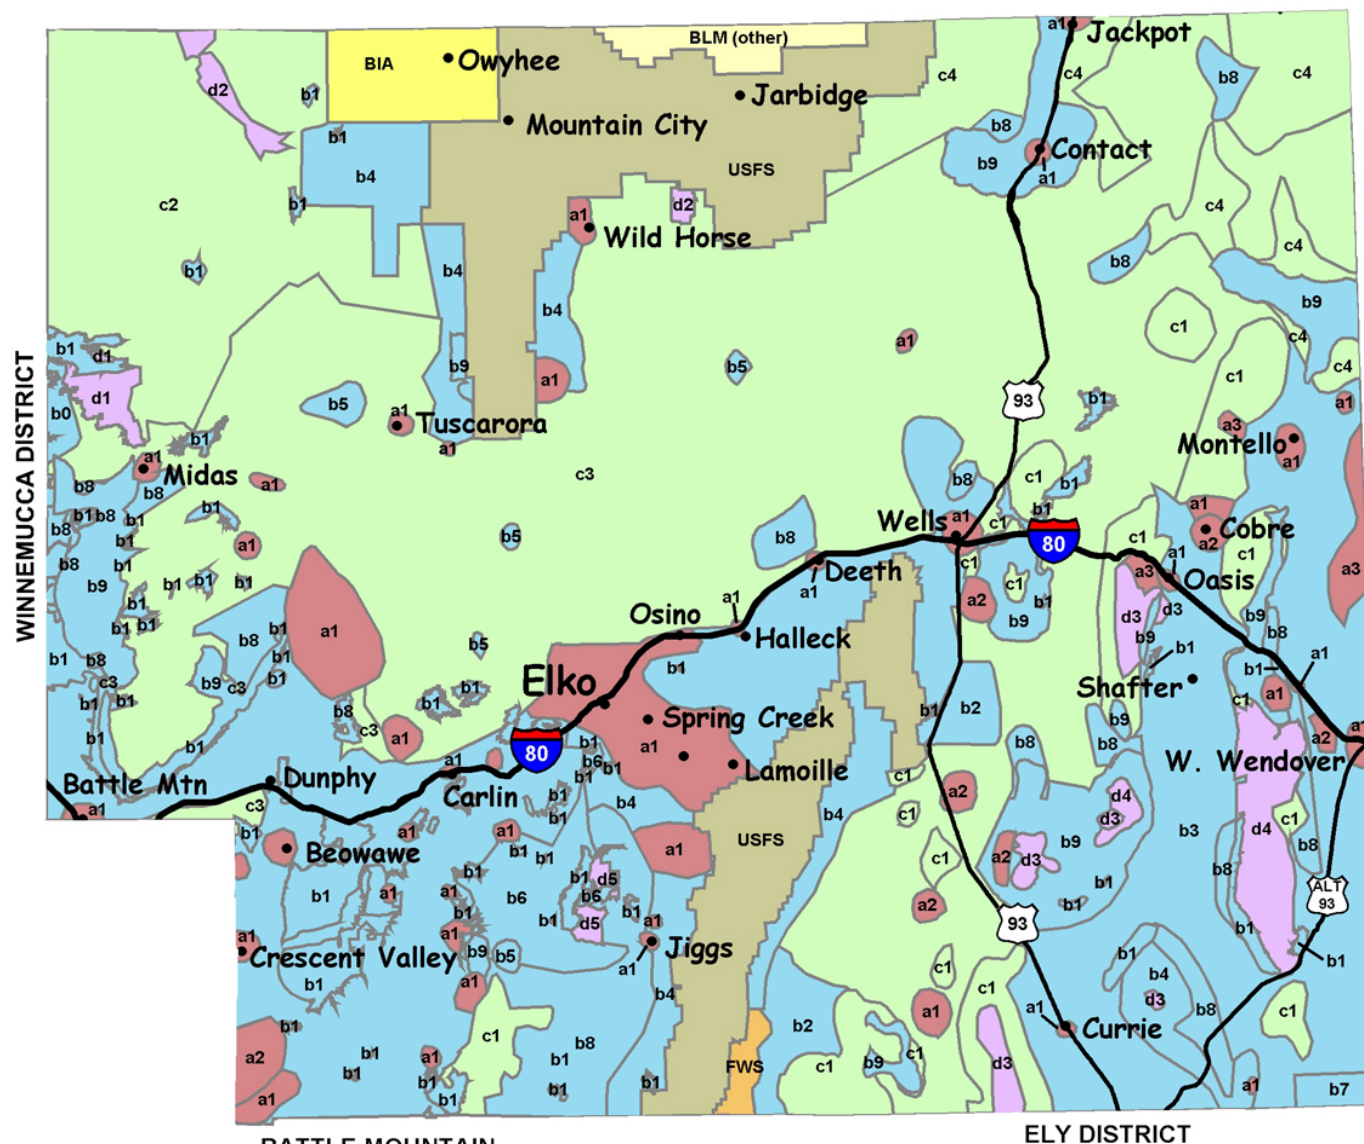 Jackpot
a1
BLM (other)
BIA
Owyhee
c4
c4
b8
c4
d2
b1
Jarbidge
Mountain City
b8
Contact
b1
b4
USFS
b9
a1
c2
b1
a1
d2
c4
Wild Horse
c4
b1
b4
b8
b4
b9
c1
b1
d1
a1
c4
b9
b5
c4
a1
c1
d1
b5
93
b1
a1
b0
a1
Tuscarora
a3
Montello
b1
a1
a1
a1
Midas
c3
b8
c1
b1
b8
b8
a1
b1
b1
a1
b1
b8
b1
b1
Wells
a1
c1
Cobre
b8
b1
a1
b5
b8
80
c1
a1
a2
c1
b8
b1
Deeth
c1
a3
Oasis
a3
b9
b1
b1
b1
a1
a2
c1
b1
b1
a1
Osino
b9
d3
d3
b9
b1
b1
b8
b1
a1
Halleck
b9
b8
b1
b8
b1
b5
b1
b1
b1
a1
c3
b9
c3
b1
Elko
Shafter
c1
a1
b1
b1
b1
b1
b8
c3
a1
Spring Creek
b1
b2
b9
b1
b1
a1
80
b1
a1
b8
b8
a2
a1
W. Wendover
b6
b1
b1
Lamoille
c1
Battle Mtn
Dunphy
Carlin
b1
b4
a2
d4
a1
c3
b1
b4
c1
d3
d4
c1
b1
a1
a1
USFS
b9
b3
b8
Beowawe
b1
b1
a1
c1
a2
d3
b1
b1
d5
b8
ALT
93
b1
a1
a1
b6
b6
b1
b1
b1
b1
d5
b1
a1
a2
93
b1
a1
a1
b9
b5
Jiggs
b1
b1
Crescent Valley
a1
c1
b4
b1
a1
b4
c1
d3
b8
b1
c1
b8
b2
a1
a1
Currie
c1
a2
b1
a1
b1
b1
FWS
c1
b9
c1
d3
b1
b1
b1
b1
b1
a1
b7
a1
WINNEMUCCA DISTRICT
BATTLE MOUNTAIN
ELY DISTRICT